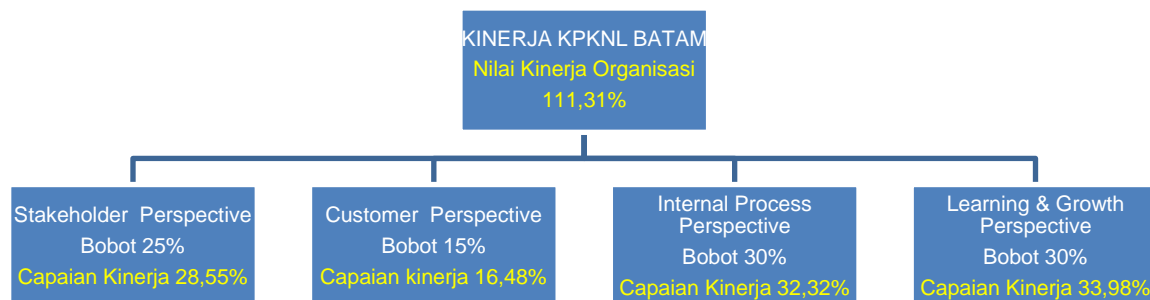 KINERJA KPKNL BATAM
Nilai Kinerja Organisasi
111,31%
Stakeholder Perspective
Bobot 25%
Capaian Kinerja 28,55%
Customer Perspective
Bobot 15%
Capaian kinerja 16,48%
Internal Process
Perspective
Bobot 30%
Capaian Kinerja 32,32%
Learning & Growth
Perspective
Bobot 30%
Capaian Kinerja 33,98%